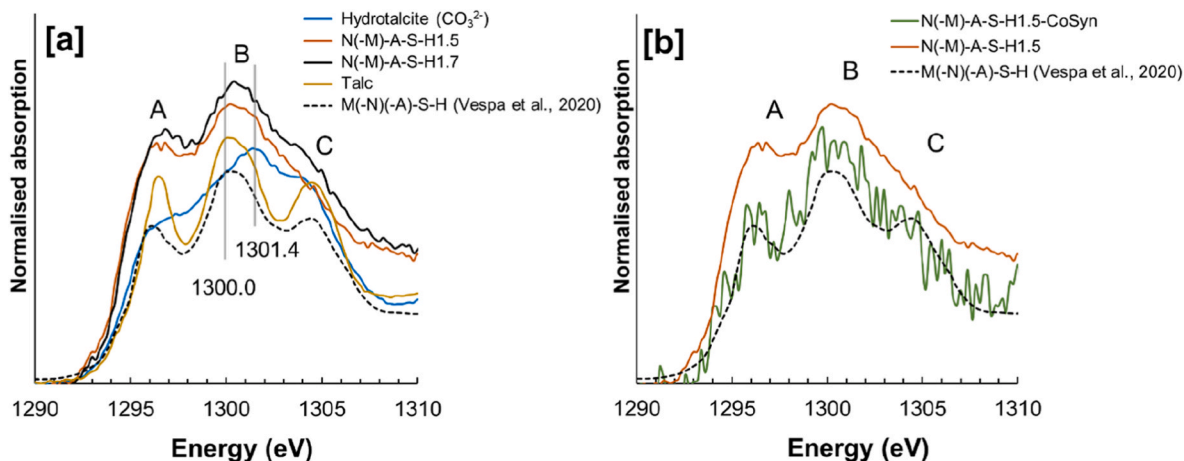 [a]
Hydrotalcite (CO₃²⁻)
N(-M)-A-S-H1.5
N(-M)-A-S-H1.7
Talc
M(-N)(-A)-S-H (Vespa et al., 2020)
A
B
C
1301.4
1300.0
Normalised absorption
1290 1295 1300 1305 1310
Energy (eV)
[b]
N(-M)-A-S-H1.5-CoSyn
N(-M)-A-S-H1.5
M(-N)(-A)-S-H (Vespa et al., 2020)
A
B
C
Normalised absorption
1290 1295 1300 1305 1310
Energy (eV)